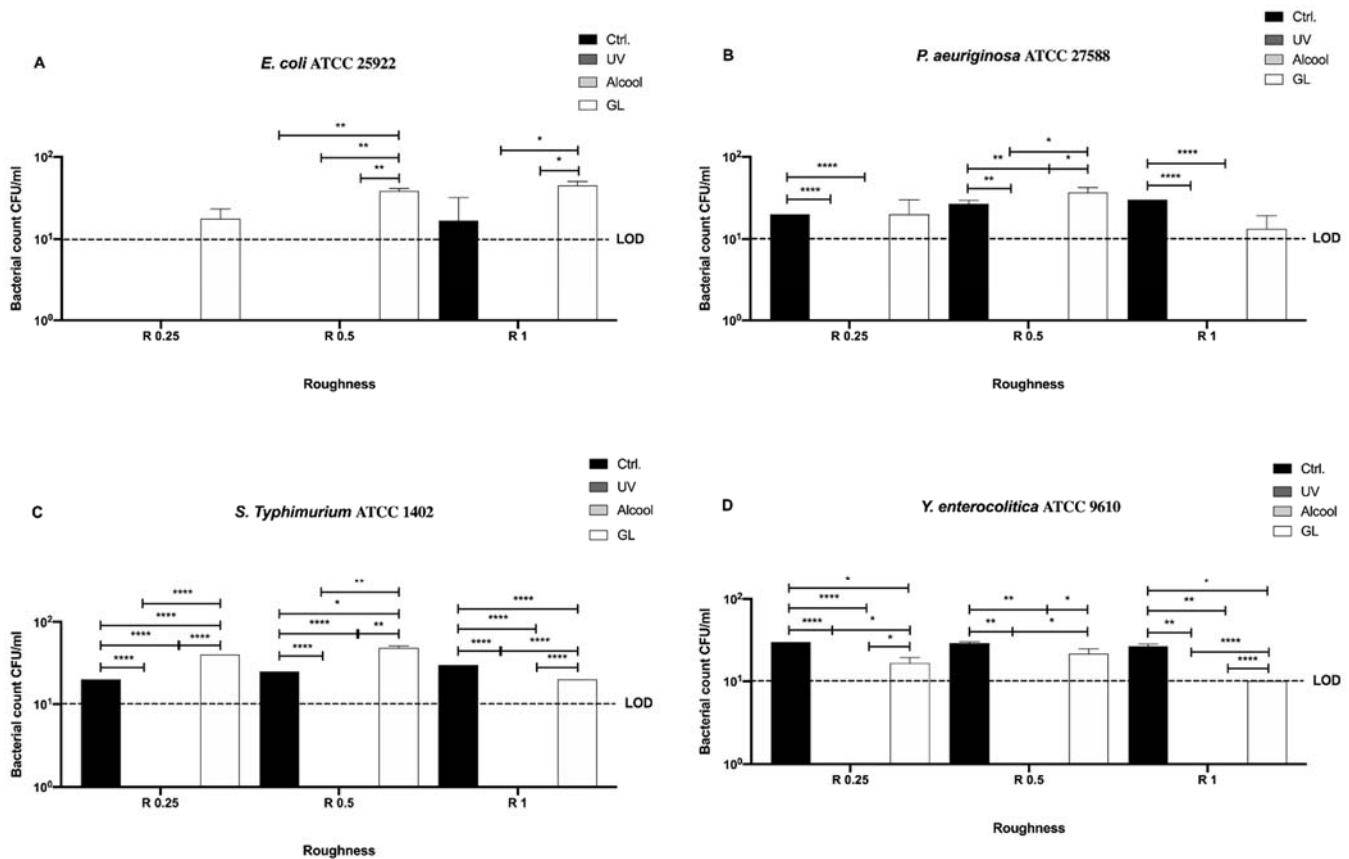 A
E. coli ATCC 25922
Ctrl.
UV
Alcool
GL
** 
**
**
*
*
Bacterial count CFU/ml
10²
10¹
10⁰
LOD
R 0.25
R 0.5
R 1
Roughness
B
P. aeuriginosa ATCC 27588
Ctrl.
UV
Alcool
GL
****
****
*
** *
**
****
****
Bacterial count CFU/ml
10²
10¹
10⁰
LOD
R 0.25
R 0.5
R 1
Roughness
C
S. Typhimurium ATCC 1402
Ctrl.
UV
Alcool
GL
****
****
**** ****
****
**
*
**** **
****
****
****
**** ****
****
Bacterial count CFU/ml
10²
10¹
10⁰
LOD
R 0.25
R 0.5
R 1
Roughness
D
Y. enterocolitica ATCC 9610
Ctrl.
UV
Alcool
GL
*
****
**** *
*
** *
** *
*
**
**
****
****
Bacterial count CFU/ml
10²
10¹
10⁰
LOD
R 0.25
R 0.5
R 1
Roughness